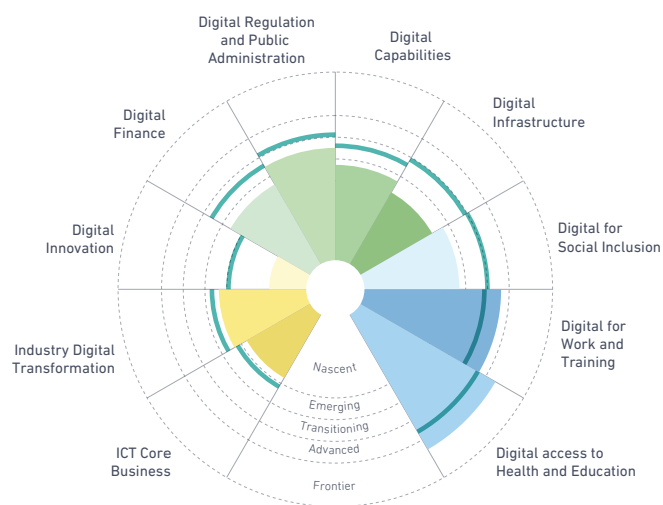 Digital Regulation
and Public
Administration
Digital
Capabilities
Digital
Finance
Digital
Infrastructure
Digital
Innovation
Digital for
Social Inclusion
Industry Digital
Transformation
Digital for
Work and
Training
ICT Core
Business
Digital access to
Health and Education
Nascent
Emerging
Transitioning
Advanced
Frontier